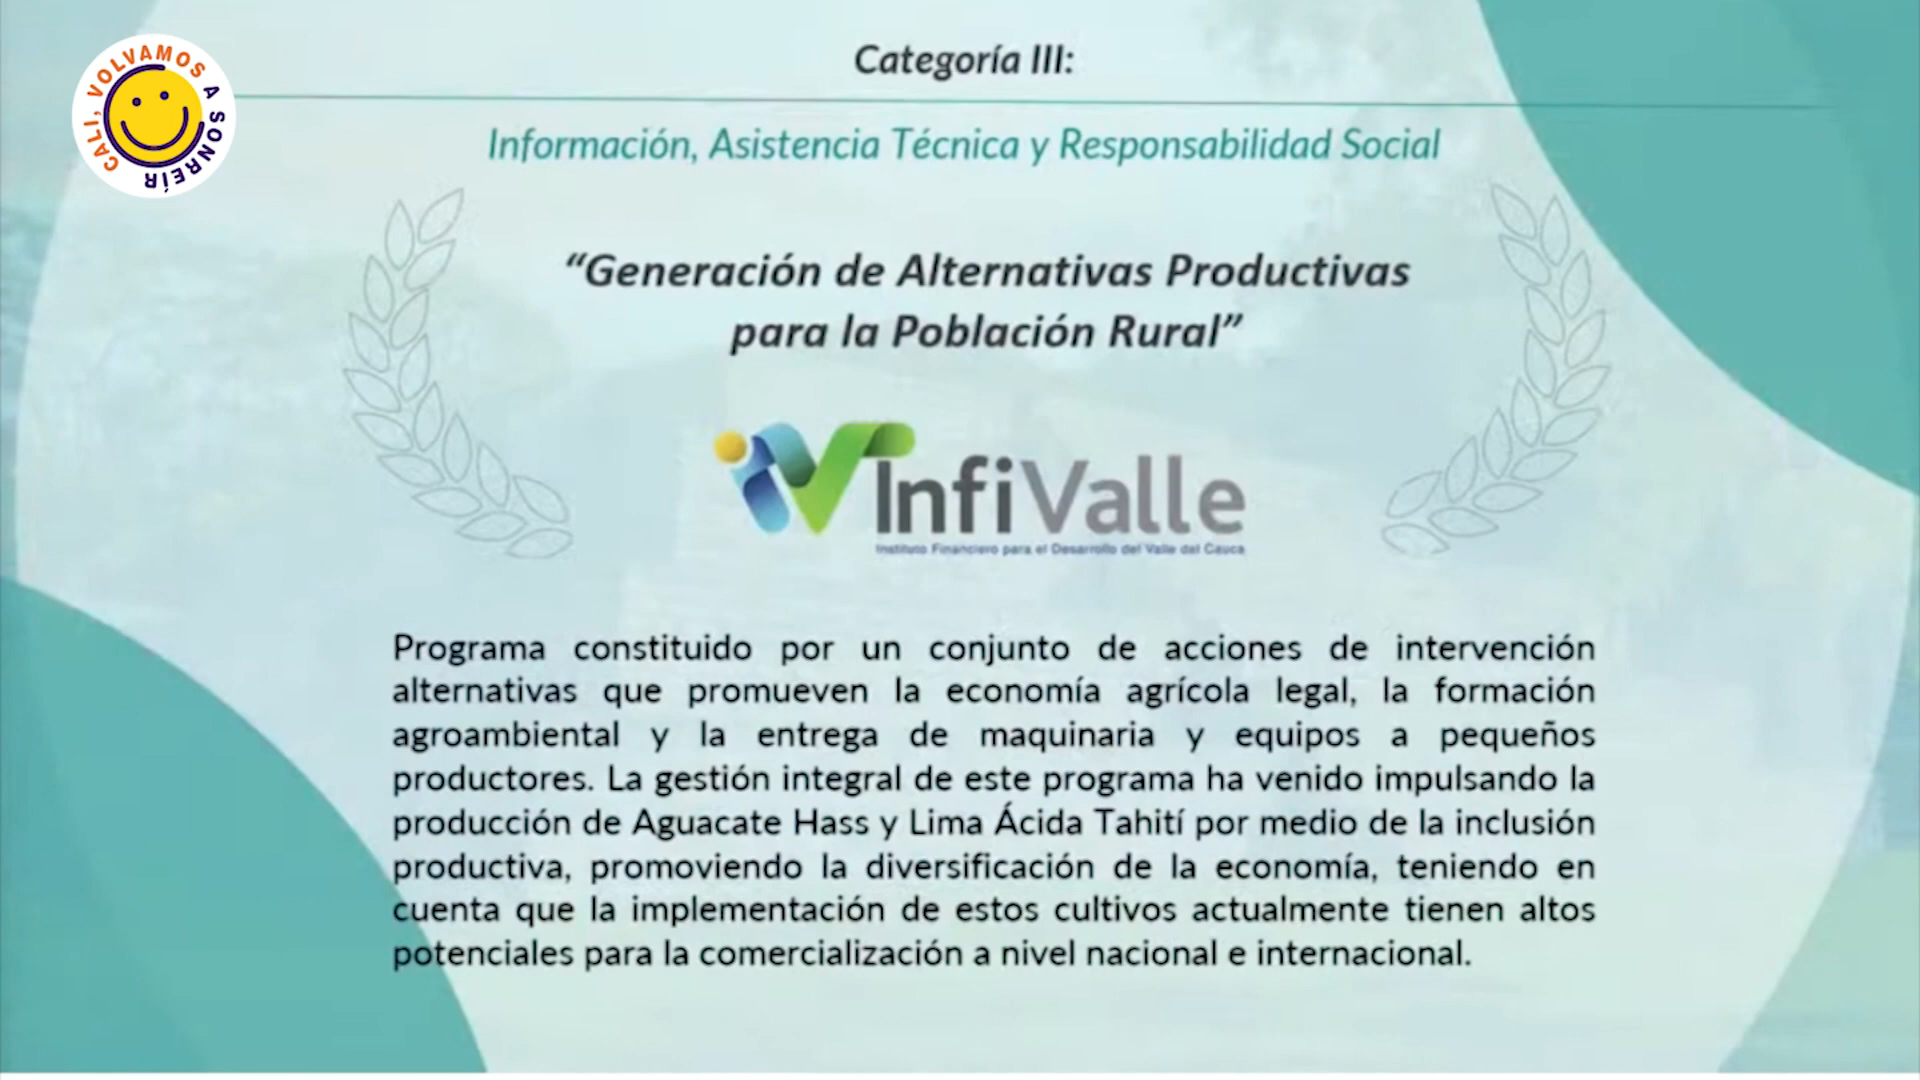 CALI, VOLVAMOS A SONREÍR
Categoría III:
Información, Asistencia Técnica y Responsabilidad Social
“Generación de Alternativas Productivas
para la Población Rural”
InfiValle
Instituto Financiero para el Desarrollo del Valle del Cauca
Programa constituido por un conjunto de acciones de intervención
alternativas que promueven la economía agrícola legal, la formación
agroambiental y la entrega de maquinaria y equipos a pequeños
productores. La gestión integral de este programa ha venido impulsando la
producción de Aguacate Hass y Lima Ácida Tahití por medio de la inclusión
productiva, promoviendo la diversificación de la economía, teniendo en
cuenta que la implementación de estos cultivos actualmente tienen altos
potenciales para la comercialización a nivel nacional e internacional.